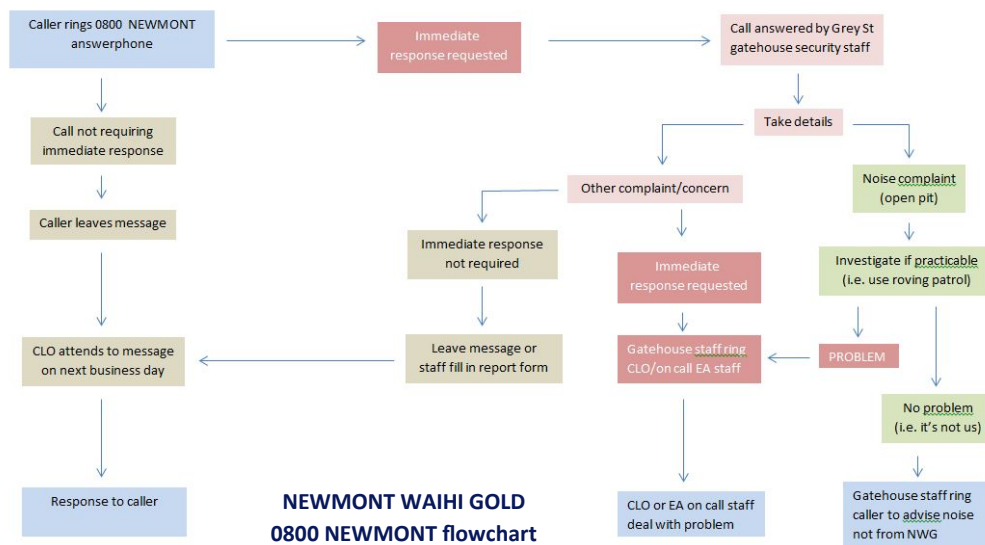 Caller rings 0800 NEWMONT
answerphone
Immediate
response requested
Call answered by Grey St
gatehouse security staff
Call not requiring
immediate response
Take details
Other complaint/concern
Noise complaint
(open pit)
Caller leaves message
Immediate response
not required
Immediate
response requested
Investigate if practicable
(i.e. use roving patrol)
CLO attends to message
on next business day
Leave message or
staff fill in report form
Gatehouse staff ring
CLO/on call EA staff
PROBLEM
No problem
(i.e. it's not us)
Response to caller
NEWMONT WAIHI GOLD
0800 NEWMONT flowchart
CLO or EA on call staff
deal with problem
Gatehouse staff ring
caller to advise noise
not from NWG